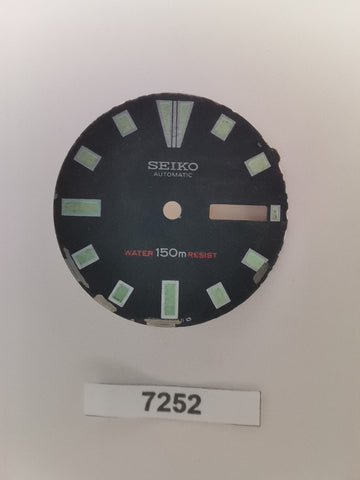 SEIKO
AUTOMATIC
WATER 150m RESIST
7252